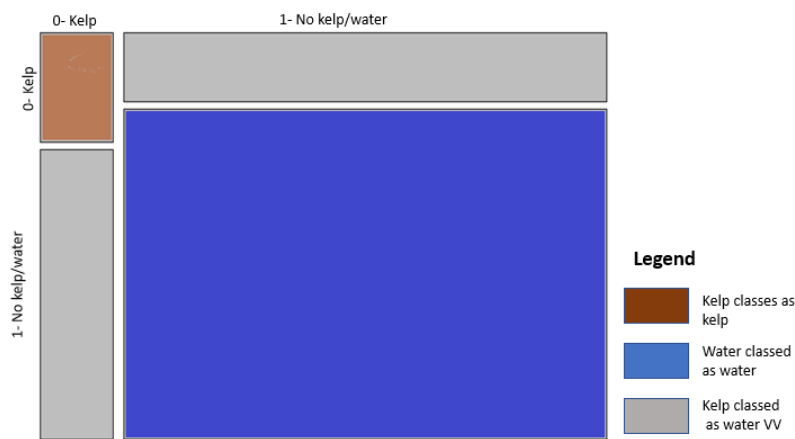 0- Kelp
1- No kelp/water
0- Kelp
1- No kelp/water
Legend
Kelp classes as
kelp
Water classed
as water
Kelp classed
as water VV